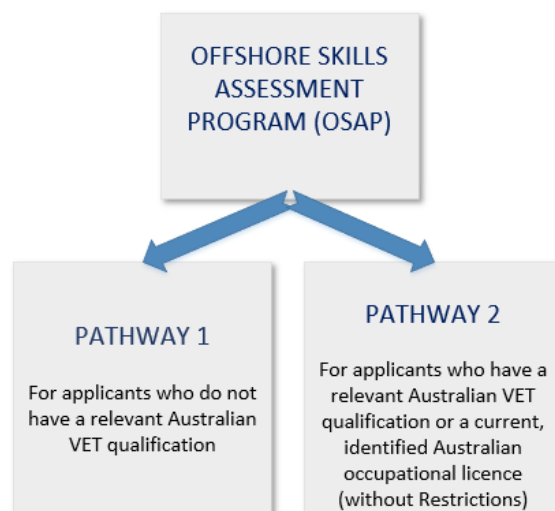 OFFSHORE SKILLS
ASSESSMENT
PROGRAM (OSAP)
PATHWAY 1
For applicants who do not
have a relevant Australian
VET qualification
PATHWAY 2
For applicants who have a
relevant Australian VET
qualification or a current,
identified Australian
occupational licence
(without Restrictions)